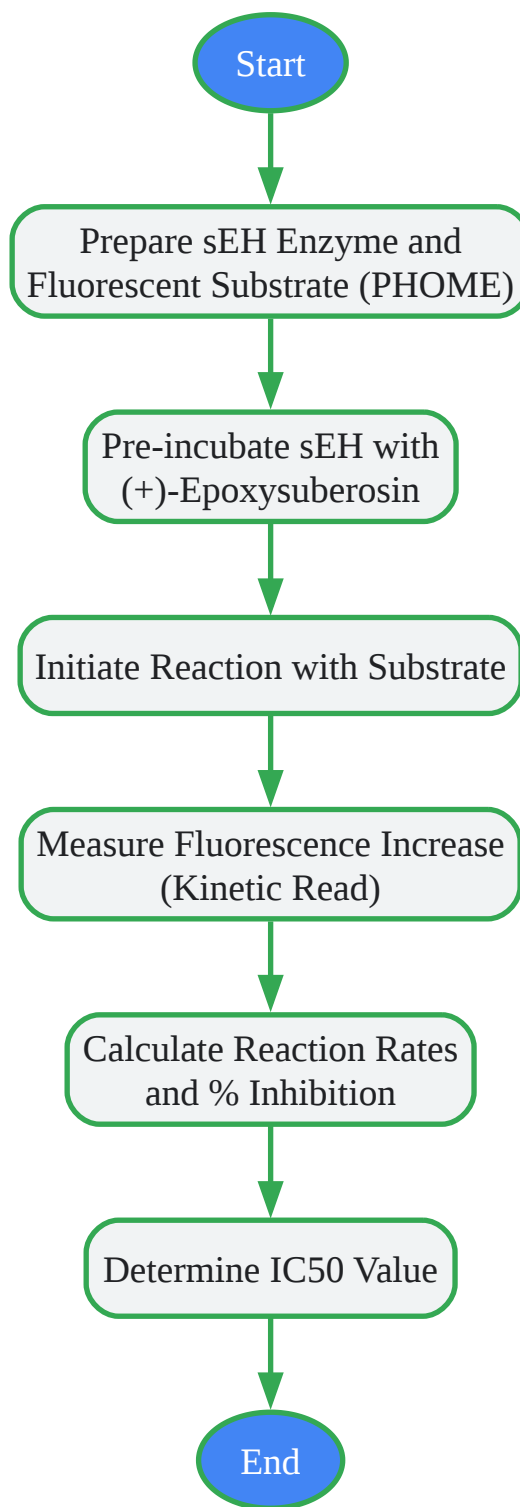 Start
Prepare sEH Enzyme and
Fluorescent Substrate (PHOME)
Pre-incubate sEH with
(+)-Epoxysuberosin
Initiate Reaction with Substrate
Measure Fluorescence Increase
(Kinetic Read)
Calculate Reaction Rates
and % Inhibition
Determine IC50 Value
End